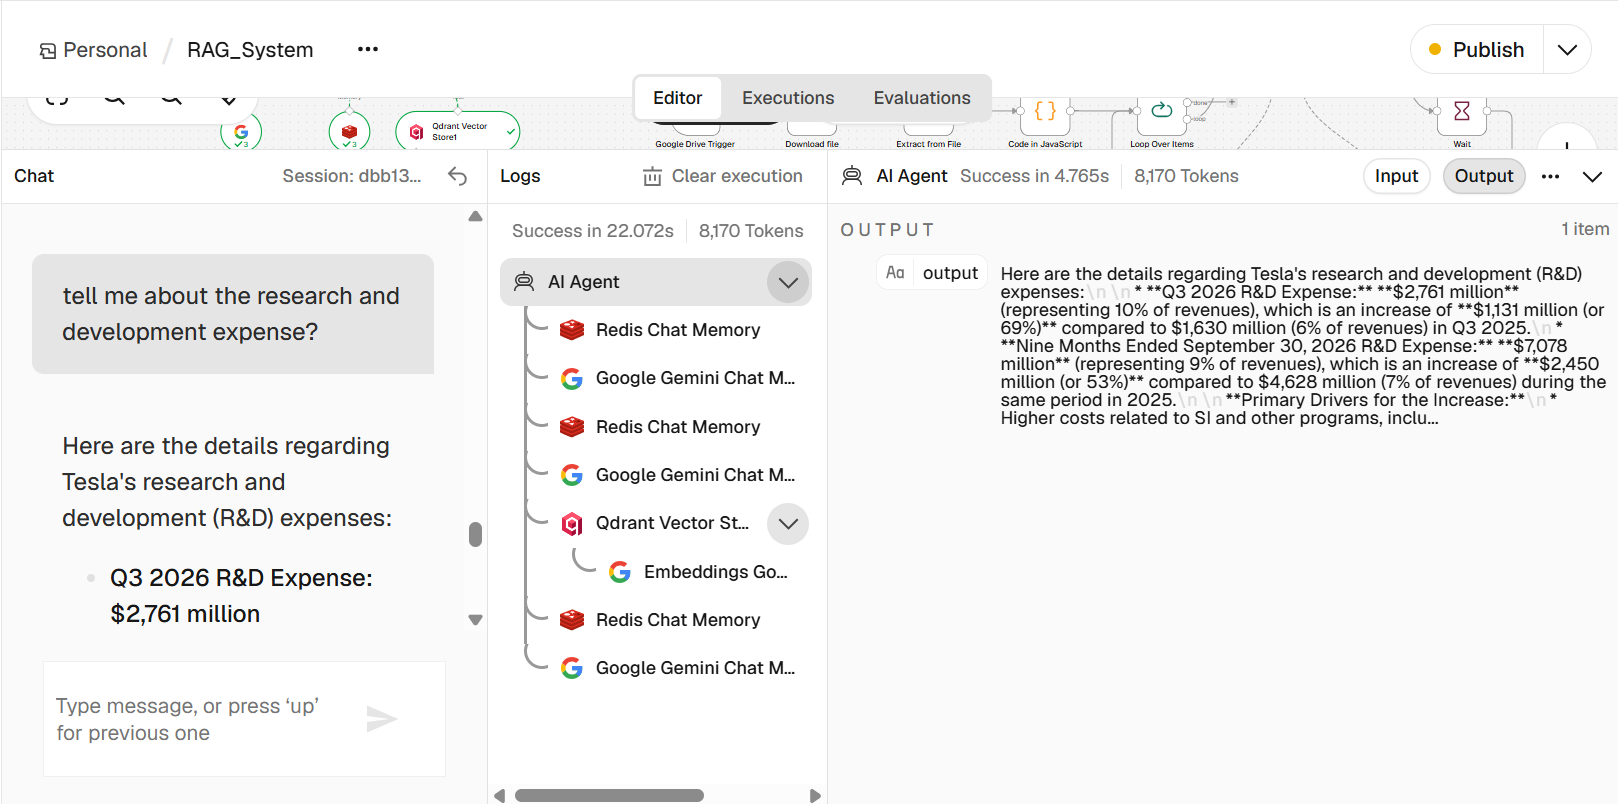 Personal / RAG_System ...
Publish
Editor Executions Evaluations
3
3
Qdrant Vector
Store1
Google Drive Trigger
Download file
Extract from File
Code in JavaScript
done
loop
Loop Over Items
Wait
Chat
Session: dbb13...
tell me about the research and
development expense?
Here are the details regarding
Tesla's research and
development (R&D) expenses:
Q3 2026 R&D Expense:
$2,761 million
Type message, or press ‘up’
for previous one
Logs
Clear execution
Success in 22.072s 8,170 Tokens
AI Agent
Redis Chat Memory
Google Gemini Chat M...
Redis Chat Memory
Google Gemini Chat M...
Qdrant Vector St...
Embeddings Go...
Redis Chat Memory
Google Gemini Chat M...
AI Agent Success in 4.765s 8,170 Tokens
Input Output ...
OUTPUT
1 item
Aa output
Here are the details regarding Tesla's research and development (R&D)
expenses:\n \n * **Q3 2026 R&D Expense:** **$2,761 million**
(representing 10% of revenues), which is an increase of **$1,131 million (or
69%)** compared to $1,630 million (6% of revenues) in Q3 2025.\n *
**Nine Months Ended September 30, 2026 R&D Expense:** **$7,078
million** (representing 9% of revenues), which is an increase of **$2,450
million (or 53%)** compared to $4,628 million (7% of revenues) during the
same period in 2025.\n \n **Primary Drivers for the Increase:**\n *
Higher costs related to SI and other programs, inclu...